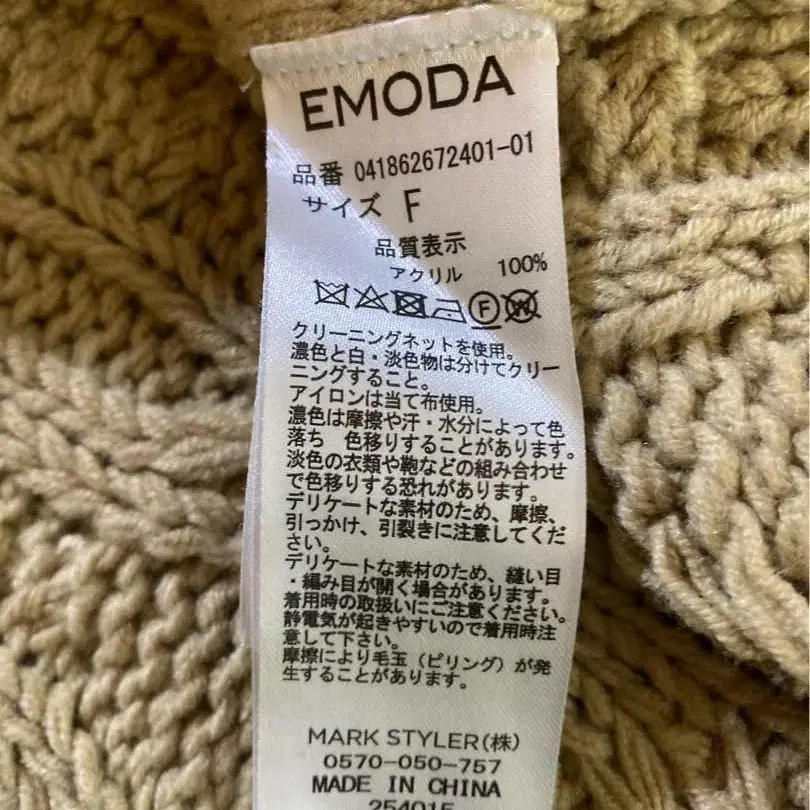 EMODA
品番 041862672401-01
サイズ F
品質表示
アクリル 100%
F W
クリーニングネットを使用。
濃色と白・淡色物は分けてクリー
ニングすること。
アイロンは当て布使用。
濃色は摩擦や汗・水分によって色
落ち 色移りすることがあります。
淡色の衣類や鞄などの組み合わせ
で色移りする恐れがあります。
デリケートな素材のため、摩擦、
引っかけ、引裂きに注意してくだ
さい。
デリケートな素材のため、縫い目
・編み目が開く場合があります。
着用時の取扱いにご注意ください。
静電気が起きやすいので着用時注
意して下さい。
摩擦により毛玉（ピリング）が発
生することがあります。
MARK STYLER(株)
0570-050-757
MADE IN CHINA